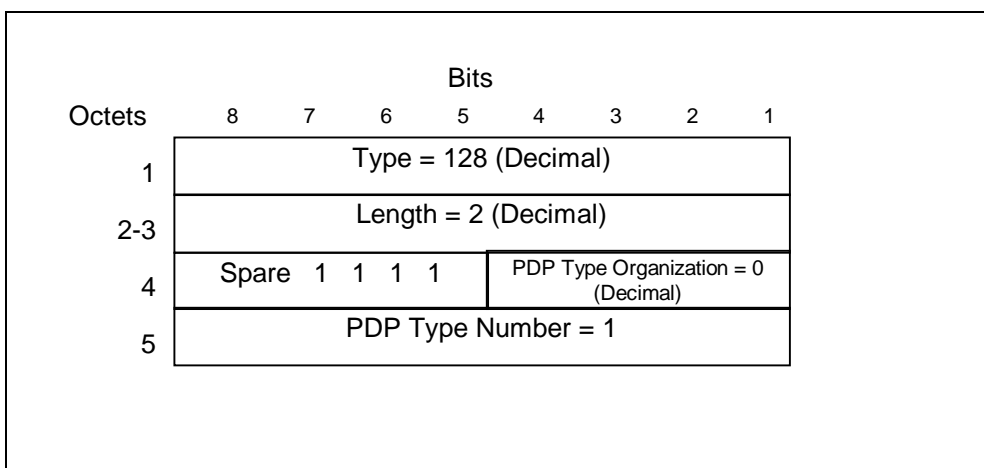 Bits
Octets 8 7 6 5 4 3 2 1
1 Type = 128 (Decimal)
2-3 Length = 2 (Decimal)
4 Spare 1 1 1 1 PDP Type Organization = 0
(Decimal)
5 PDP Type Number = 1